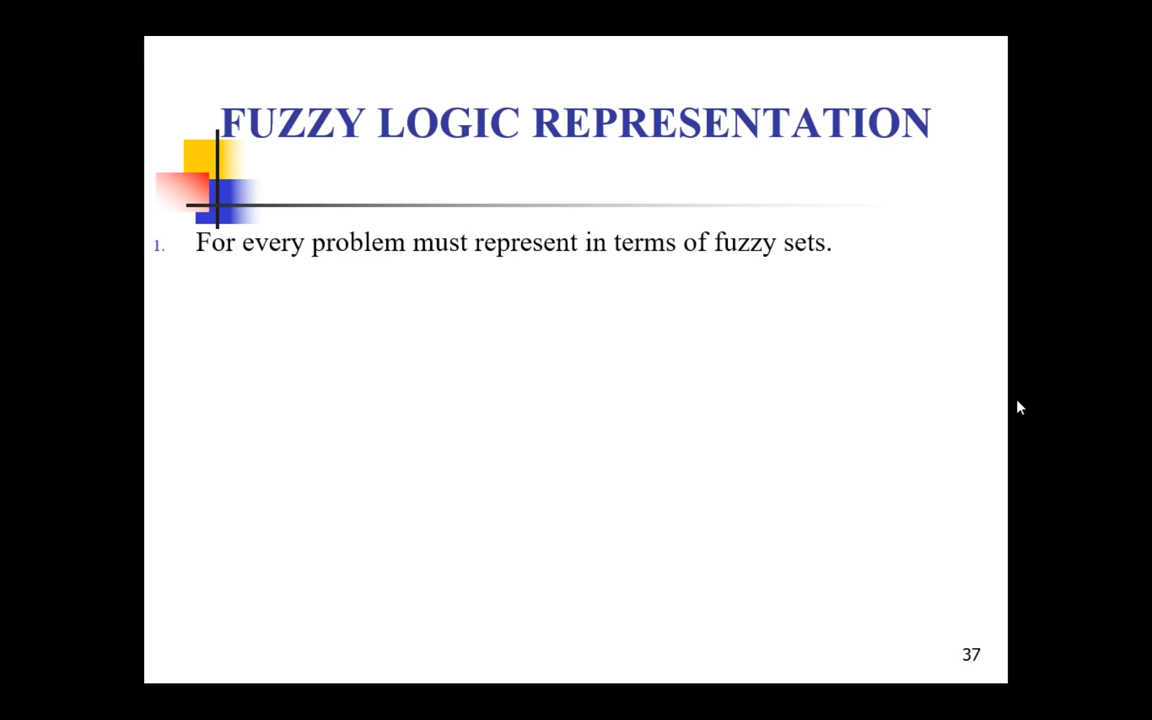 FUZZY LOGIC REPRESENTATION
1. For every problem must represent in terms of fuzzy sets.
37